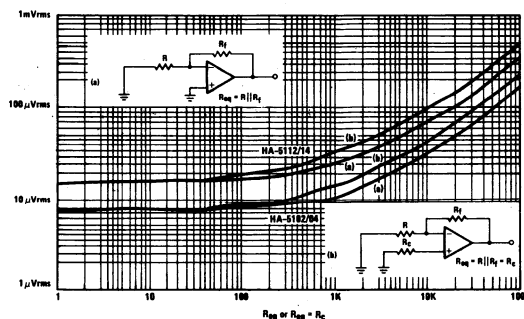 1mVrms
100 μVrms
10 μVrms
1 μVrms
(a)
R
Rf
Req = R||Rf
HA-5112/14
(b)
(a)
(b)
(a)
HA-5102/04
(b)
R
Rf
Rc
Req = R||Rf = Rc
1
10
100
1K
10K
100
Req or Req = Rc